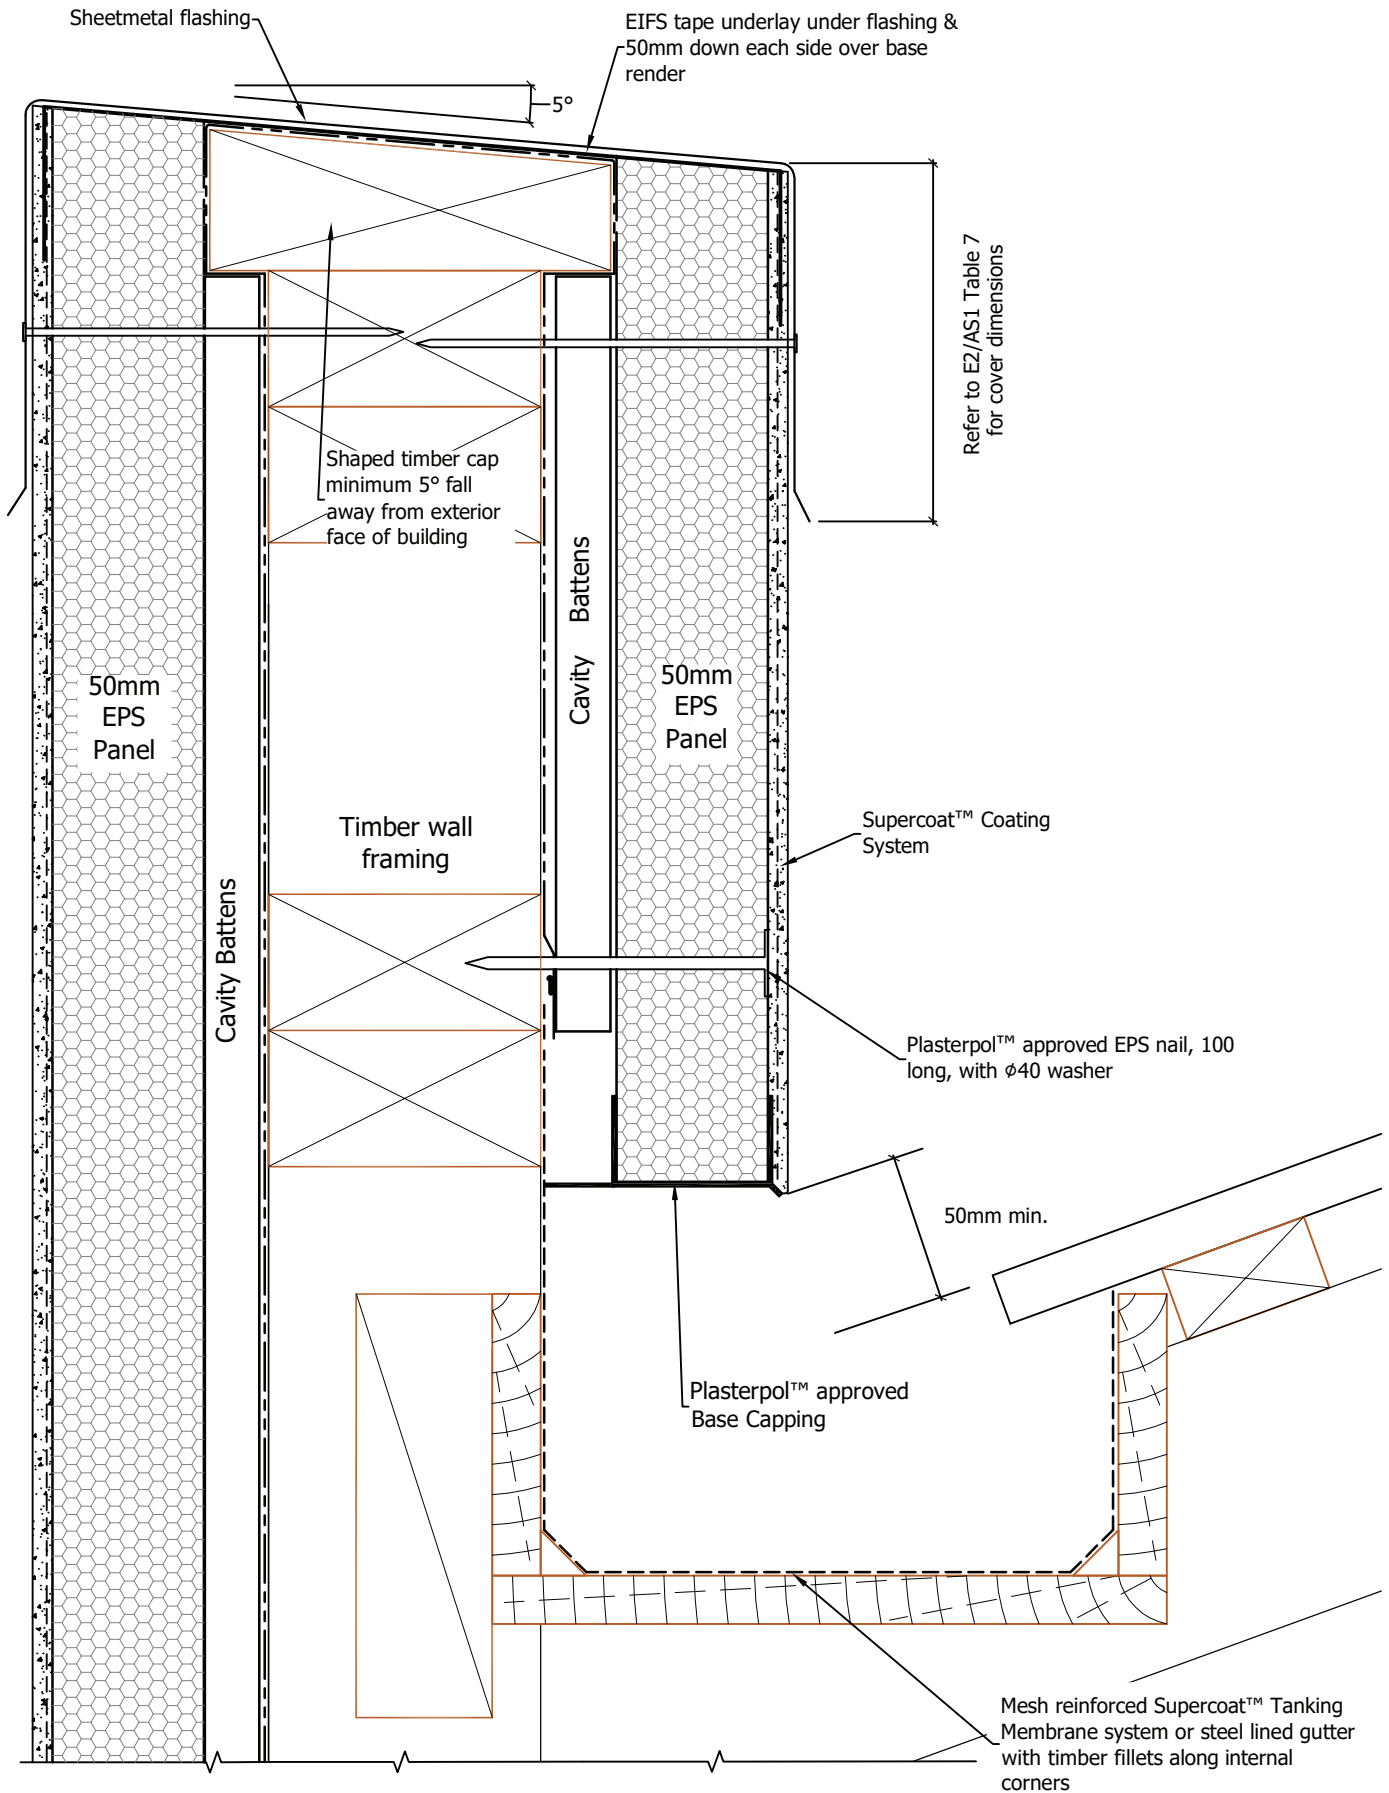 Sheetmetal flashing
EIFS tape underlay under flashing &
50mm down each side over base
render
5°
Refer to E2/AS1 Table 7
for cover dimensions
Shaped timber cap
minimum 5° fall
away from exterior
face of building
Cavity Battens
50mm
EPS
Panel
50mm
EPS
Panel
Timber wall
framing
Supercoat™ Coating
System
Cavity Battens
Plasterpol™ approved EPS nail, 100
long, with ⌀40 washer
50mm min.
Plasterpol™ approved
Base Capping
Mesh reinforced Supercoat™ Tanking
Membrane system or steel lined gutter
with timber fillets along internal
corners